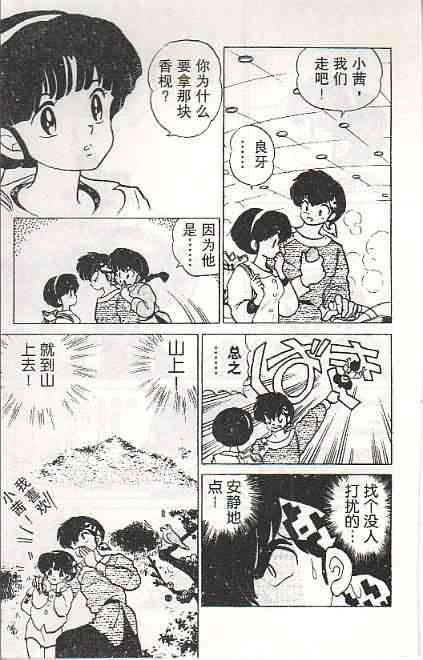 小茜，
我们
走吧！
良牙
……
你为什么
要拿那块
香枧？
因为他
是……
总之
……
找个没人
打扰的…
安静地
点…
山上！
就到山
上去！
我喜欢
小茜！